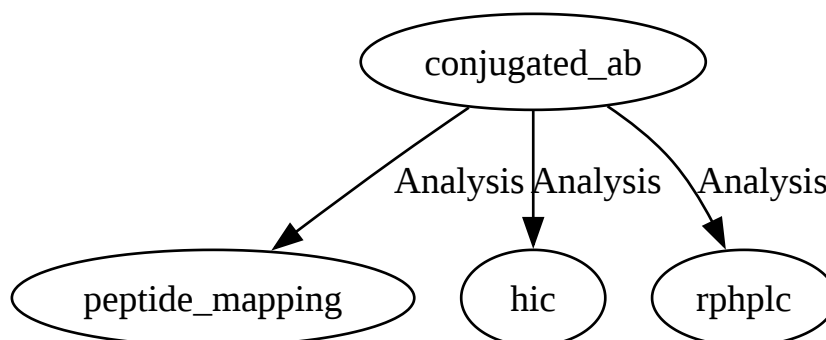 conjugated_ab
Analysis Analysis Analysis
peptide_mapping hic rphplc